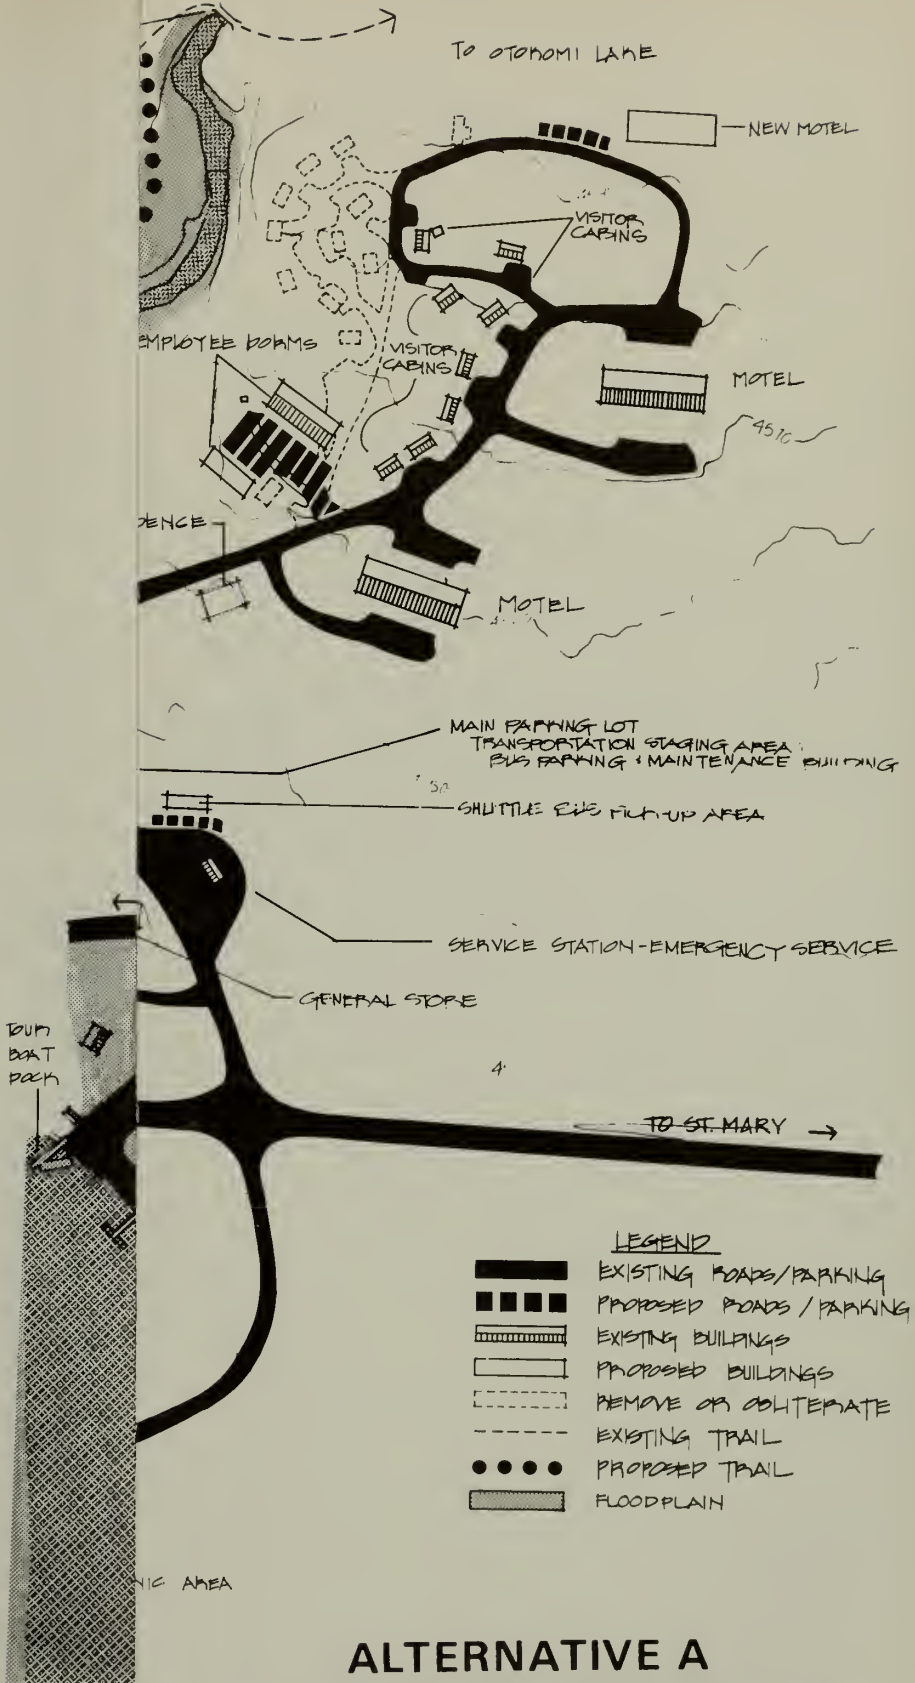 TO OTOKOMI LAKE
NEW MOTEL
VISITOR
CABINS
EMPLOYEE DORMS
VISITOR
CABINS
MOTEL
4510
DENCE
MOTEL
MAIN PARKING LOT
TRANSPORTATION STAGING AREA
BUS PARKING & MAINTENANCE BUILDING
SHUTTLE BUS PICK-UP AREA
SERVICE STATION-EMERGENCY SERVICE
GENERAL STORE
TOUR
BOAT
DOCK
TO ST. MARY
LEGEND
EXISTING ROADS/PARKING
PROPOSED ROADS/PARKING
EXISTING BUILDINGS
PROPOSED BUILDINGS
REMOVE OR OBLITERATE
EXISTING TRAIL
PROPOSED TRAIL
FLOODPLAIN
NIC AREA
ALTERNATIVE A